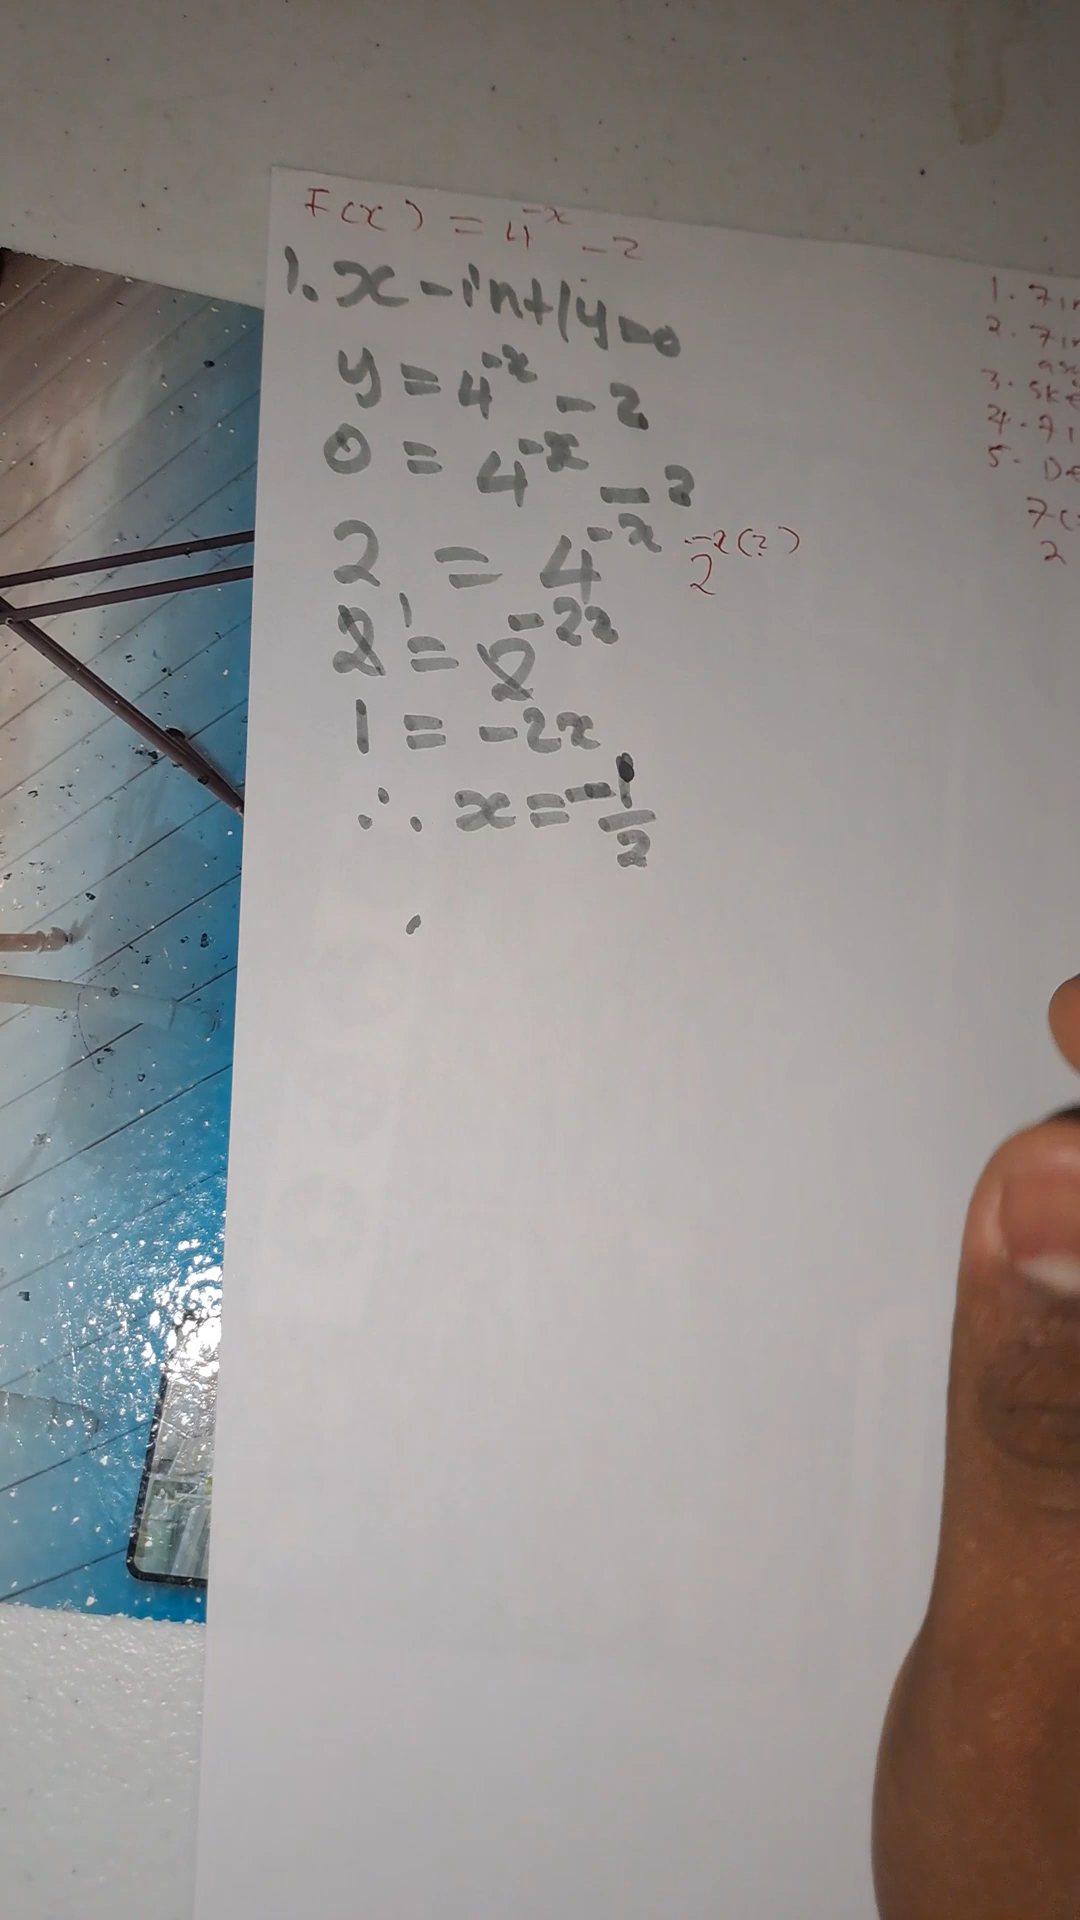 F(x) = 4^-x - 2
1. x-int/y=0
y = 4^-x - 2
0 = 4^-x - 2
2 = 4^-x 2^-x(2)
2^1 = 2^-2x
1 = -2x
∴ x = -1/2
1.
2.
3.
4.
5.
2